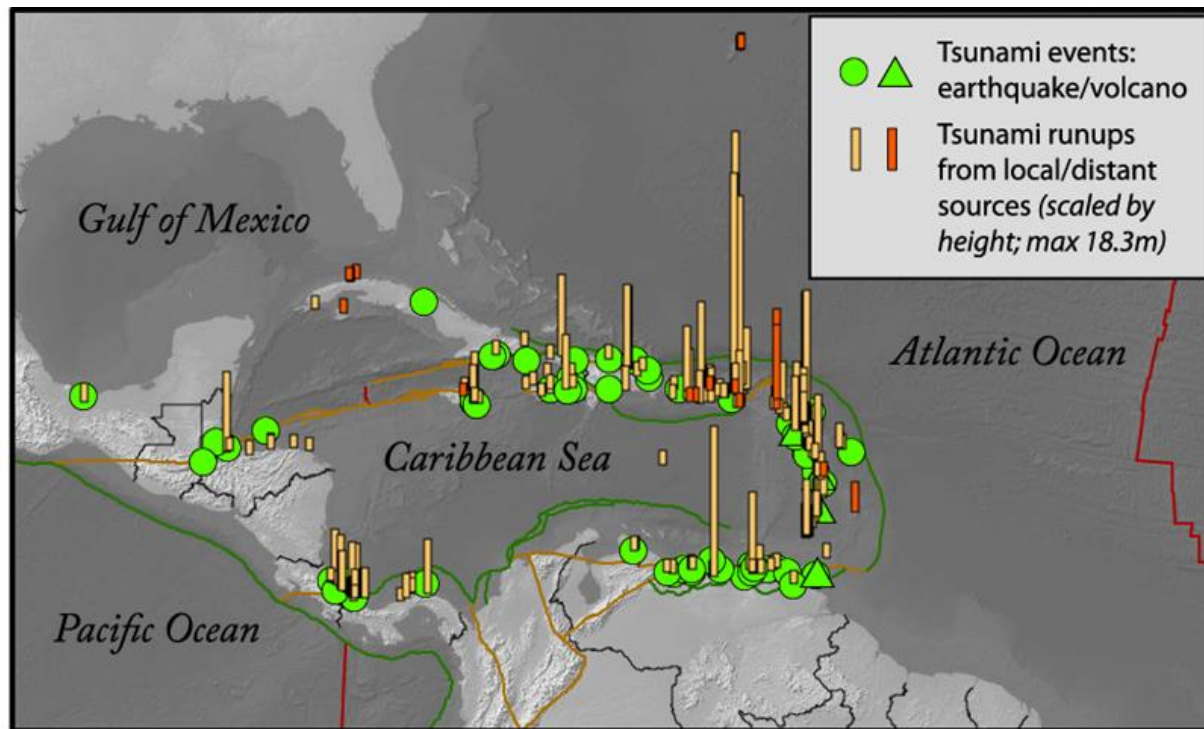 Tsunami events:
earthquake/volcano
Tsunami runups
from local/distant
sources (scaled by
height; max 18.3m)
Gulf of Mexico
Atlantic Ocean
Caribbean Sea
Pacific Ocean